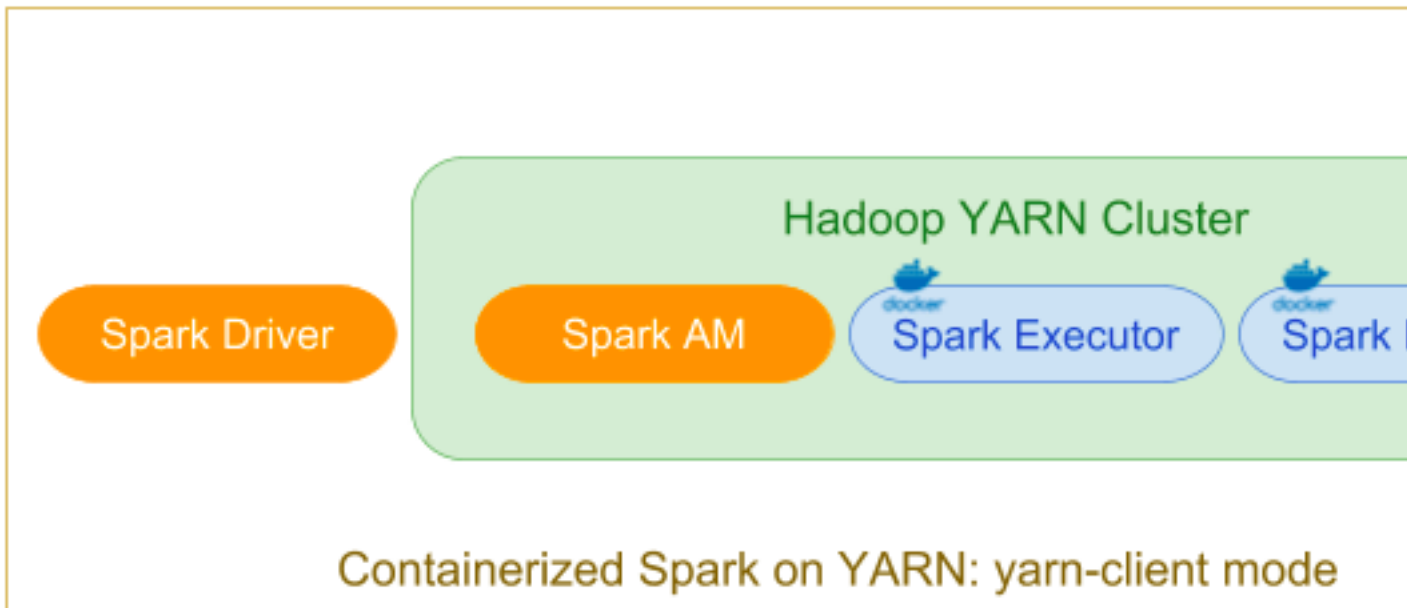 Hadoop YARN Cluster
docker docker
Spark Driver Spark AM Spark Executor Spark
Containerized Spark on YARN: yarn-client mode